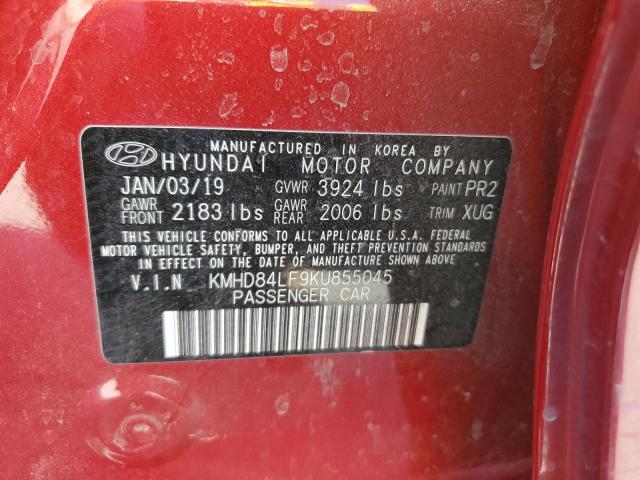 MANUFACTURED IN KOREA BY
HYUNDAI MOTOR COMPANY
JAN/03/19 GVWR 3924 lbs PAINT PR2
GAWR FRONT 2183 lbs GAWR REAR 2006 lbs TRIM XUG
THIS VEHICLE CONFORMS TO ALL APPLICABLE U.S.A. FEDERAL
MOTOR VEHICLE SAFETY, BUMPER, AND THEFT PREVENTION STANDARDS
IN EFFECT ON THE DATE OF MANUFACTURE SHOWN ABOVE.
V.I.N KMHD84LF9KU855045
PASSENGER CAR